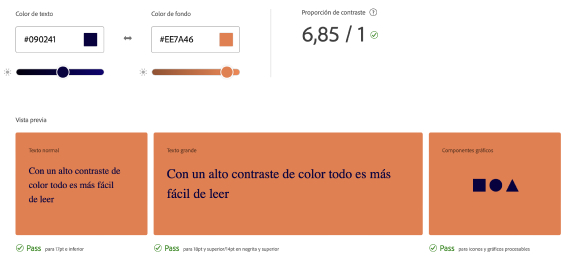 Color de texto
Color de fondo
Proporción de contraste ?
#090241
#EE7A46
6,85 / 1
Vista previa
Texto normal
Con un alto contraste de
color todo es más fácil
de leer
Texto grande
Con un alto contraste de color todo es más
fácil de leer
Componentes gráficos
Pass para 17pt e inferior
Pass para 18pt y superior/14pt en negrita y superior
Pass para iconos y gráficos procesables